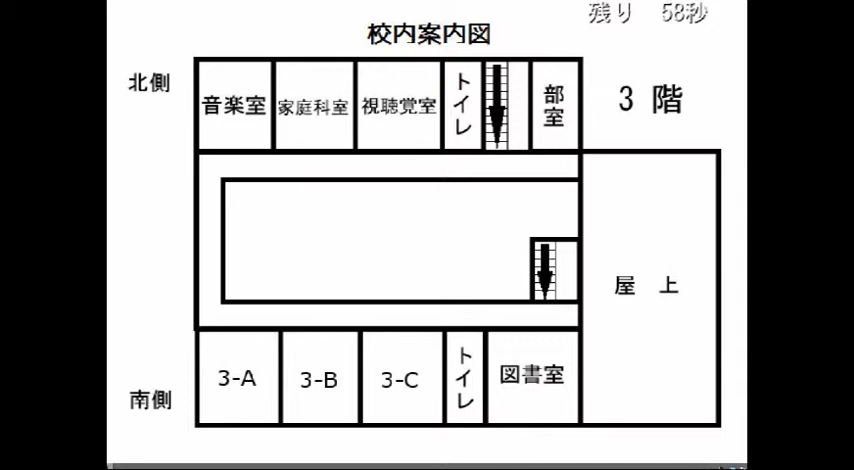 残り 58秒
校内案内図
北側
3 階
音楽室
家庭科室
視聴覚室
トイレ
部室
屋 上
3-A
3-B
3-C
トイレ
図書室
南側